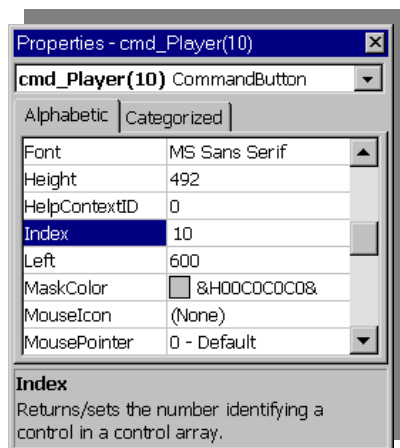 Properties - cmd_Player(10)
cmd_Player(10) CommandButton
Alphabetic Categorized
Font MS Sans Serif
Height 492
HelpContextID 0
Index 10
Left 600
MaskColor &H00C0C0C0&
MouseIcon (None)
MousePointer 0 - Default
Index
Returns/sets the number identifying a
control in a control array.